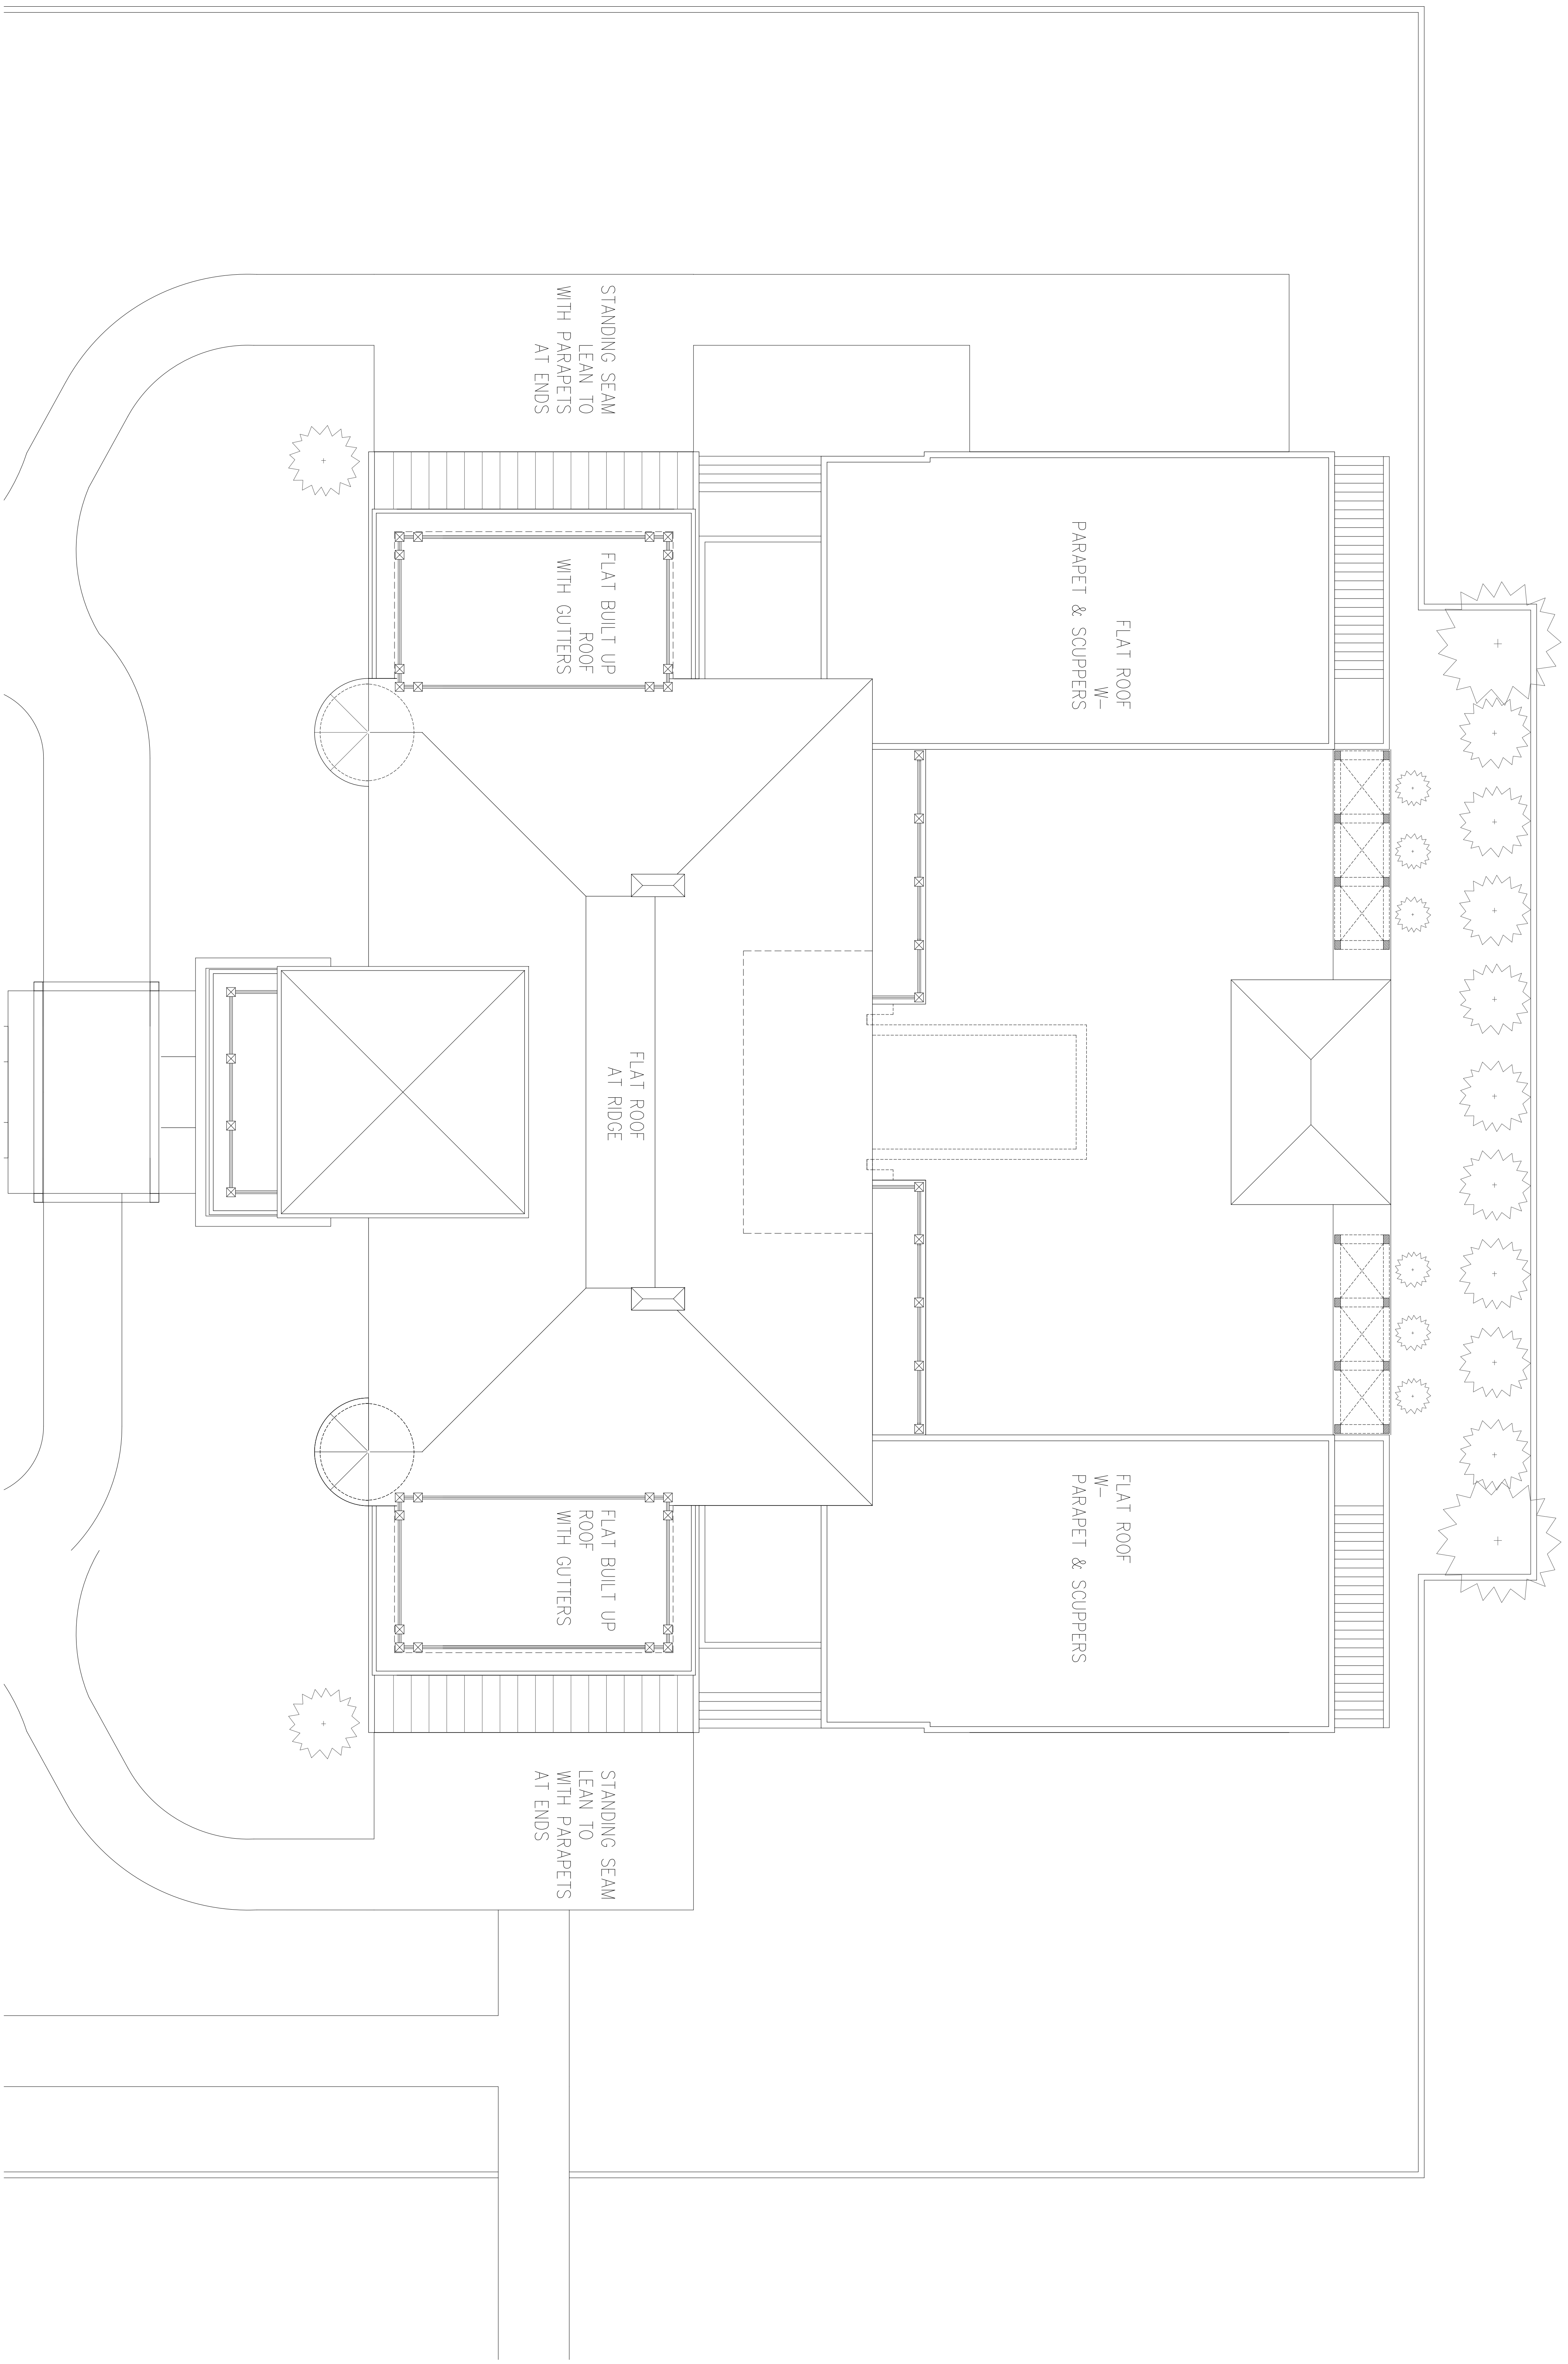 STANDING SEAM
LEAN TO
WITH PARAPETS
AT ENDS
FLAT BUILT UP
ROOF
WITH GUTTERS
FLAT ROOF
W-
PARAPET & SCUPPERS
FLAT ROOF
AT RIDGE
FLAT ROOF
W-
PARAPET & SCUPPERS
FLAT BUILT UP
ROOF
WITH GUTTERS
STANDING SEAM
LEAN TO
WITH PARAPETS
AT ENDS